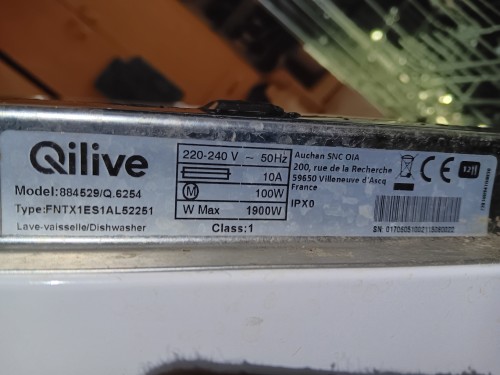 Qilive
Model:884529/Q.6254
Type:FNTX1ES1AL52251
Lave-vaisselle/Dishwasher
220-240 V ~ 50Hz
10A
M 100W
W Max 1900W
Class:1
Auchan SNC OIA
200, rue de la Recherche
59650 Villeneuve d'Ascq
France
IPX0
CE
SN: